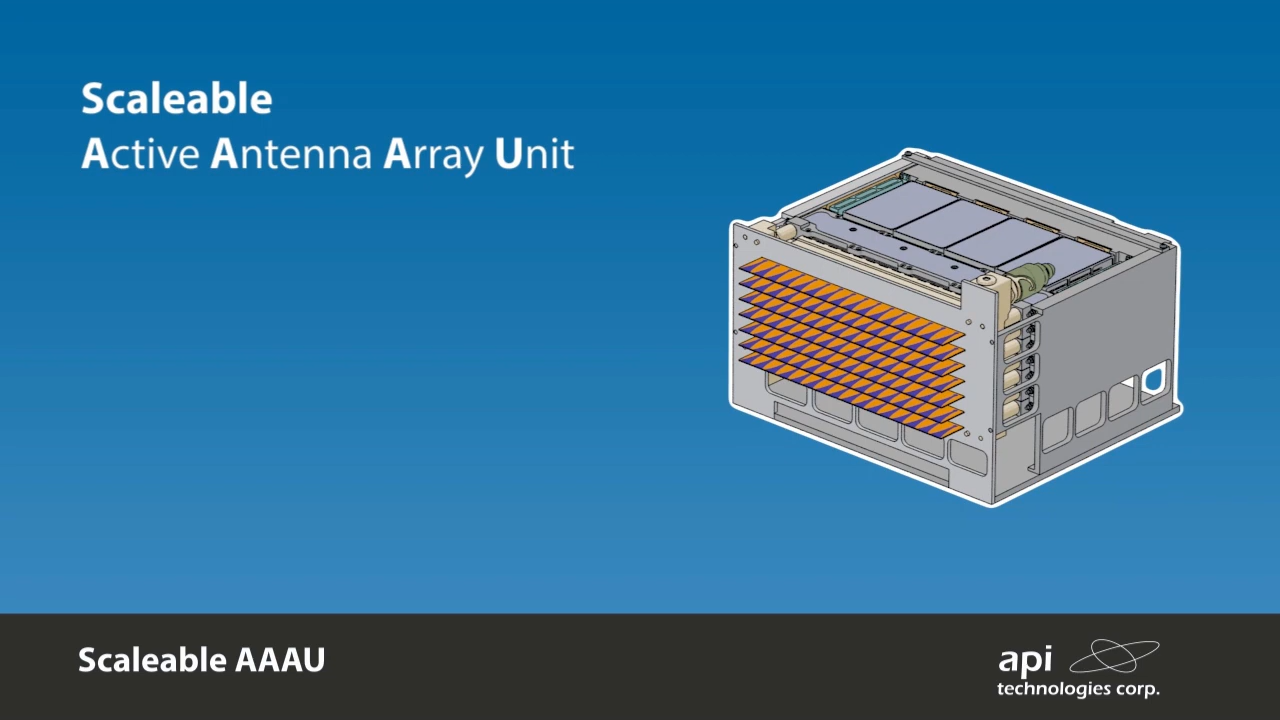 Scaleable
Active Antenna Array Unit
Scaleable AAAU
api
technologies corp.